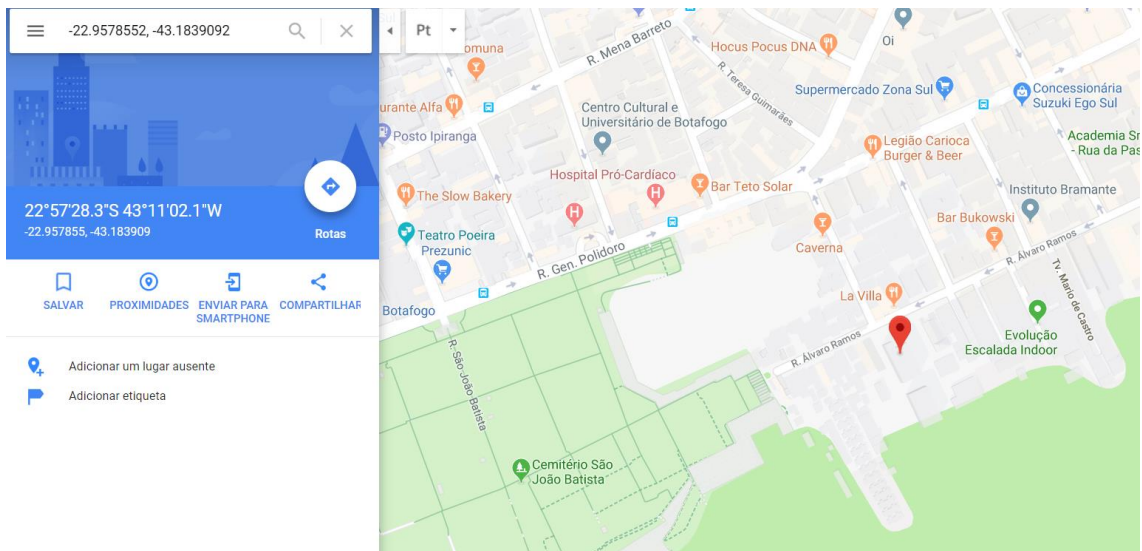 -22.9578552, -43.1839092
22°57'28.3"S 43°11'02.1"W
-22.957855, -43.183909
Rotas
SALVAR
PROXIMIDADES
ENVIAR PARA
SMARTPHONE
COMPARTILHAR
Adicionar um lugar ausente
Adicionar etiqueta
Pt
R. Mena Barreto
Hocus Pocus DNA
Oi
omuna
R. Teresa Guimarães
Supermercado Zona Sul
Concessionária
Suzuki Ego Sul
urante Alfa
Centro Cultural e
Universitário de Botafogo
Posto Ipiranga
Legião Carioca
Burger & Beer
Academia Sr
- Rua da Pas
Hospital Pró-Cardíaco
The Slow Bakery
Bar Teto Solar
Instituto Bramante
Bar Bukowski
Teatro Poeira
Prezunic
Caverna
R. Gen. Polidoro
R. Álvaro Ramos
Tv. Mario de Castro
La Villa
Botafogo
Evolução
Escalada Indoor
R. Álvaro Ramos
R. São João Batista
Cemitério São
João Batista